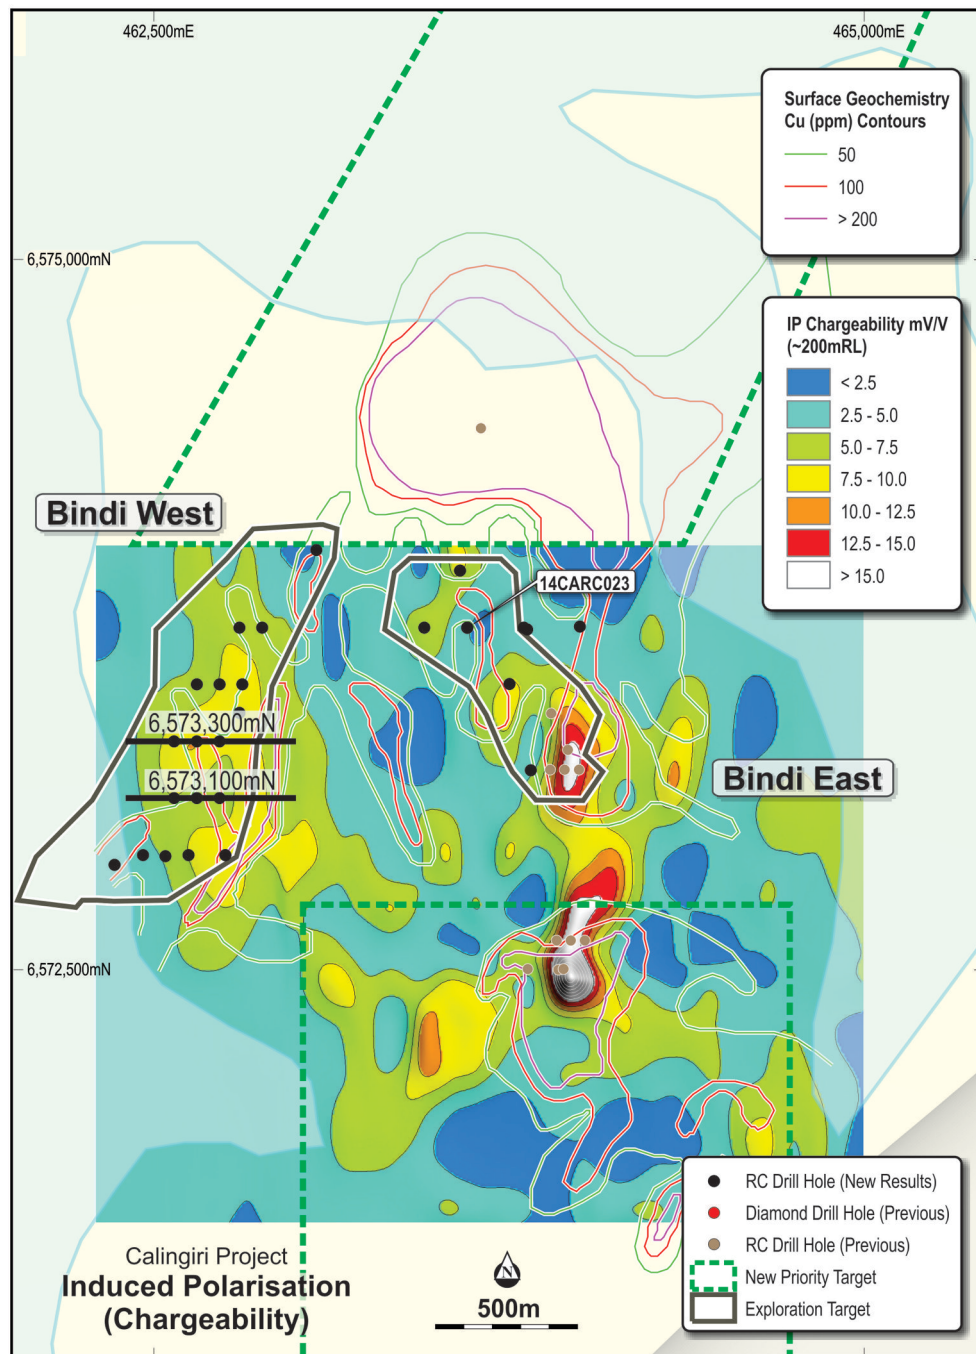 462,500mE
465,000mE
Surface Geochemistry
Cu (ppm) Contours
50
100
> 200
6,575,000mN
IP Chargeability mV/V
(~200mRL)
< 2.5
2.5 - 5.0
5.0 - 7.5
7.5 - 10.0
10.0 - 12.5
12.5 - 15.0
> 15.0
Bindi West
14CARC023
6,573,300mN
6,573,100mN
Bindi East
6,572,500mN
Calingiri Project
Induced Polarisation
(Chargeability)
N
500m
RC Drill Hole (New Results)
Diamond Drill Hole (Previous)
RC Drill Hole (Previous)
New Priority Target
Exploration Target